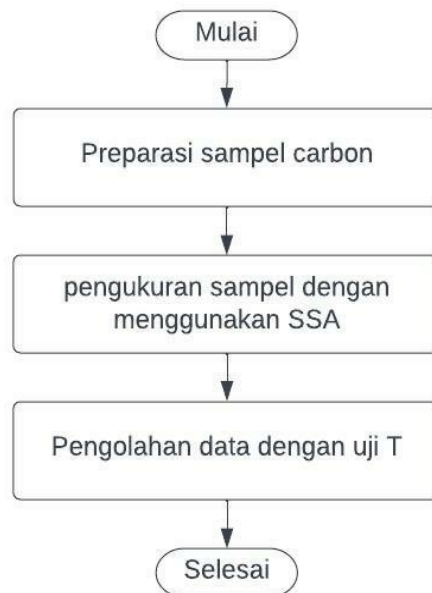 Mulai
Preparasi sampel carbon
pengukuran sampel dengan
menggunakan SSA
Pengolahan data dengan uji T
Selesai